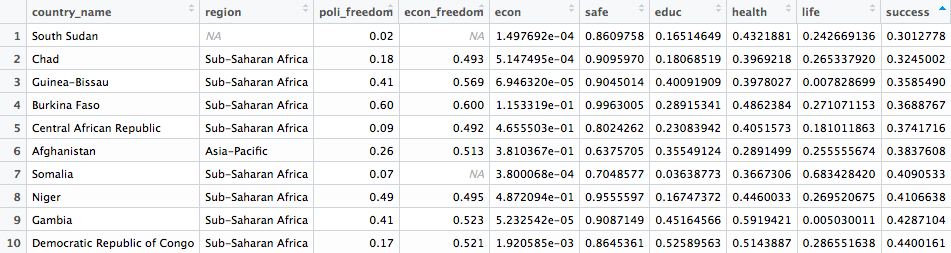 country_name region poli_freedom econ_freedom econ safe educ health life success
1 South Sudan NA 0.02 NA 1.497692e-04 0.8609758 0.16514649 0.4321881 0.242669136 0.3012778
2 Chad Sub-Saharan Africa 0.18 0.493 5.147495e-04 0.9095970 0.18068519 0.3969218 0.265337920 0.3245002
3 Guinea-Bissau Sub-Saharan Africa 0.41 0.569 6.946320e-05 0.9045014 0.40091909 0.3978027 0.007828699 0.3585490
4 Burkina Faso Sub-Saharan Africa 0.60 0.600 1.153319e-01 0.9963005 0.28915341 0.4862384 0.271071153 0.3688767
5 Central African Republic Sub-Saharan Africa 0.09 0.492 4.655503e-01 0.8024262 0.23083942 0.4051573 0.181011863 0.3741716
6 Afghanistan Asia-Pacific 0.26 0.513 3.810367e-01 0.6375705 0.35549124 0.2891499 0.255555674 0.3837608
7 Somalia Sub-Saharan Africa 0.07 NA 3.800068e-04 0.7048577 0.03638773 0.3667306 0.683428420 0.4090533
8 Niger Sub-Saharan Africa 0.49 0.495 4.872094e-01 0.9555597 0.16747372 0.4460033 0.269520675 0.4106638
9 Gambia Sub-Saharan Africa 0.41 0.523 5.232542e-05 0.9087149 0.45164566 0.5919421 0.005030011 0.4287104
10 Democratic Republic of Congo Sub-Saharan Africa 0.17 0.521 1.920585e-03 0.8645361 0.52589563 0.5143887 0.286551638 0.4400161